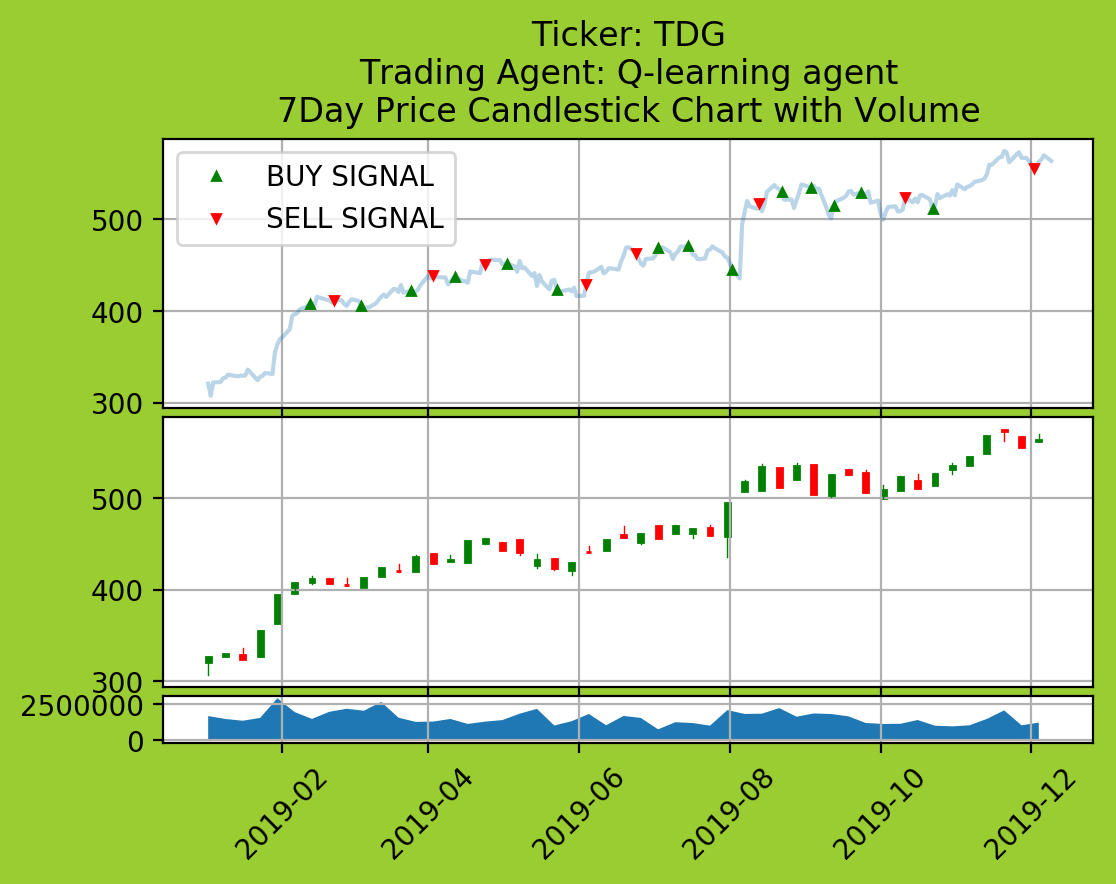 Ticker: TDG
Trading Agent: Q-learning agent
7Day Price Candlestick Chart with Volume
BUY SIGNAL
SELL SIGNAL
500
400
300
500
400
300
2500000
0
2019-02
2019-04
2019-06
2019-08
2019-10
2019-12